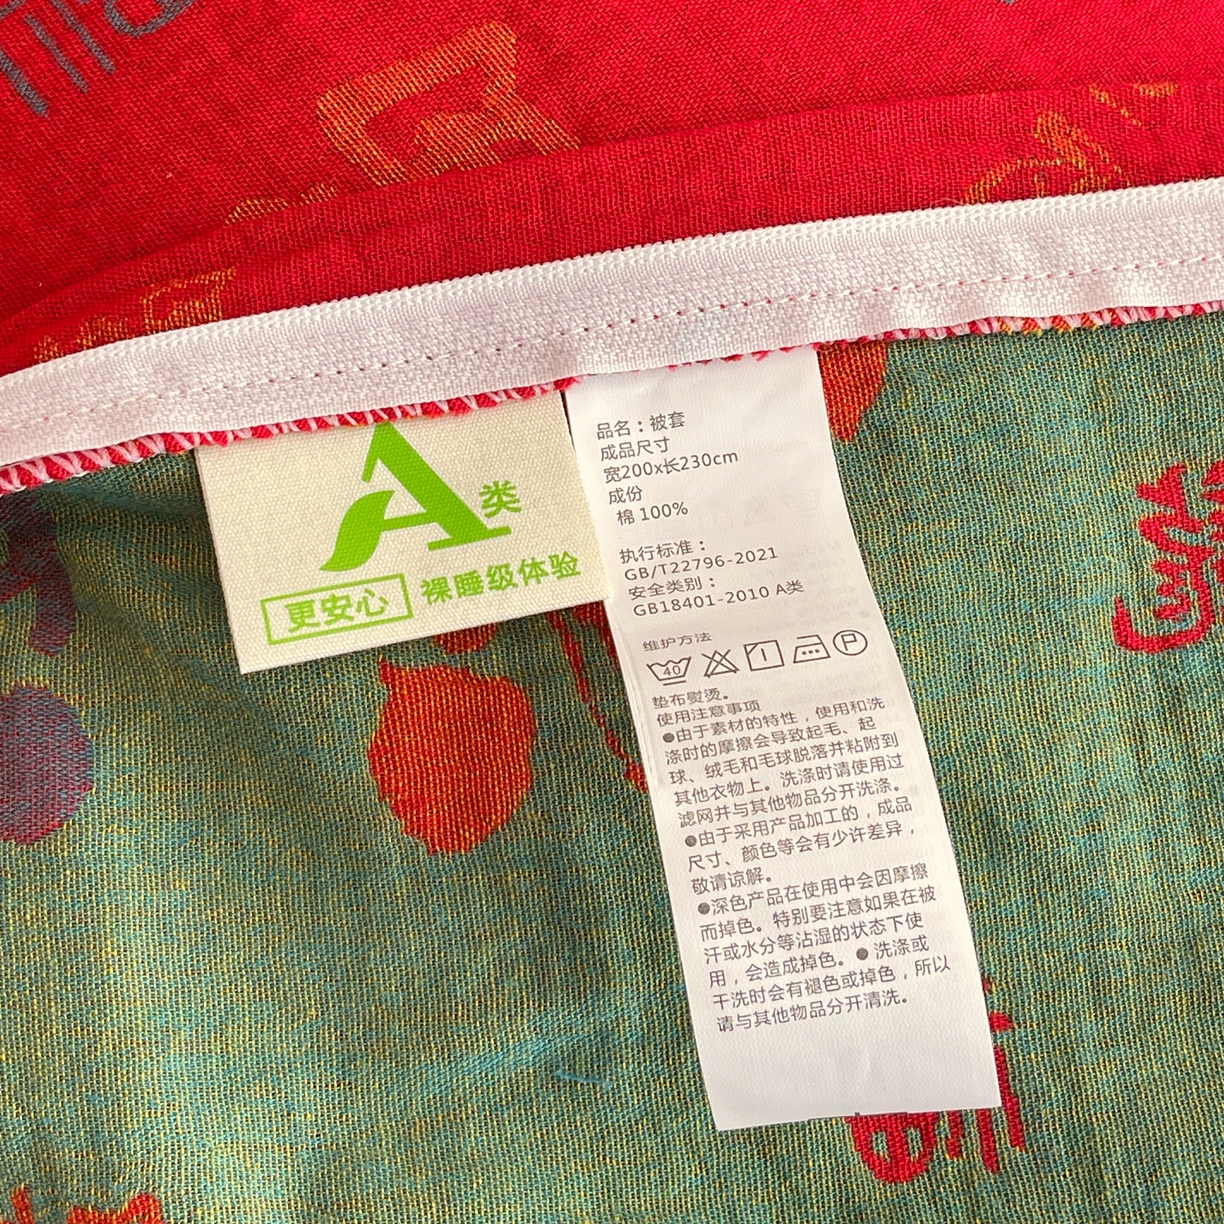 A类
更安心 裸睡级体验
品名：被套
成品尺寸
宽200x长230cm
成份
棉 100%
执行标准：
GB/T22796-2021
安全类别：
GB18401-2010 A类
维护方法
40 P
垫布熨烫。
使用注意事项
●由于素材的特性，使用和洗
涤时的摩擦会导致起毛、起
球、绒毛和毛球脱落并粘附到
其他衣物上。洗涤时请使用过
滤网并与其他物品分开洗涤。
●由于采用产品加工的，成品
尺寸、颜色等会有少许差异，
敬请谅解。
●深色产品在使用中会因摩擦
而掉色。特别要注意如果在被
汗或水分等沾湿的状态下使
用，会造成掉色。●洗涤或
干洗时会有褪色或掉色，所以
请与其他物品分开清洗。